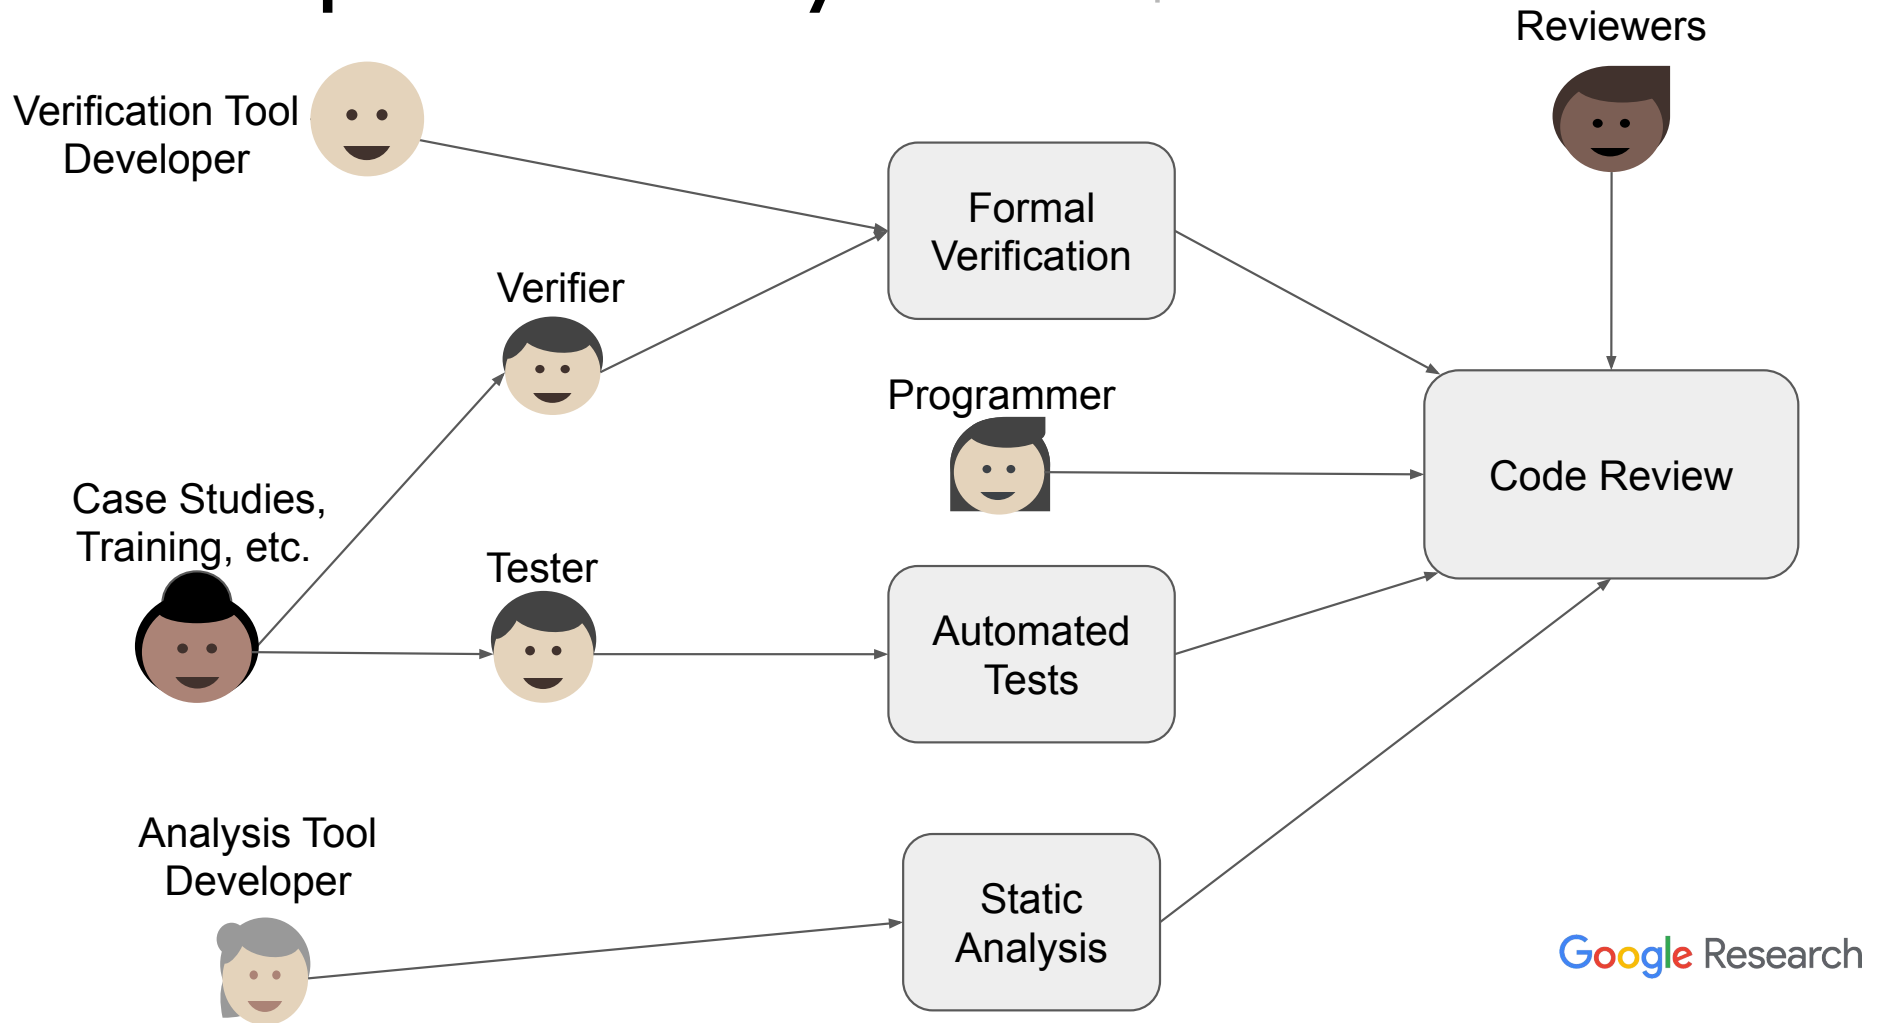 Reviewers
Verification Tool
Developer
Formal
Verification
Verifier
Programmer
Code Review
Case Studies,
Training, etc.
Tester
Automated
Tests
Analysis Tool
Developer
Static
Analysis
Google Research